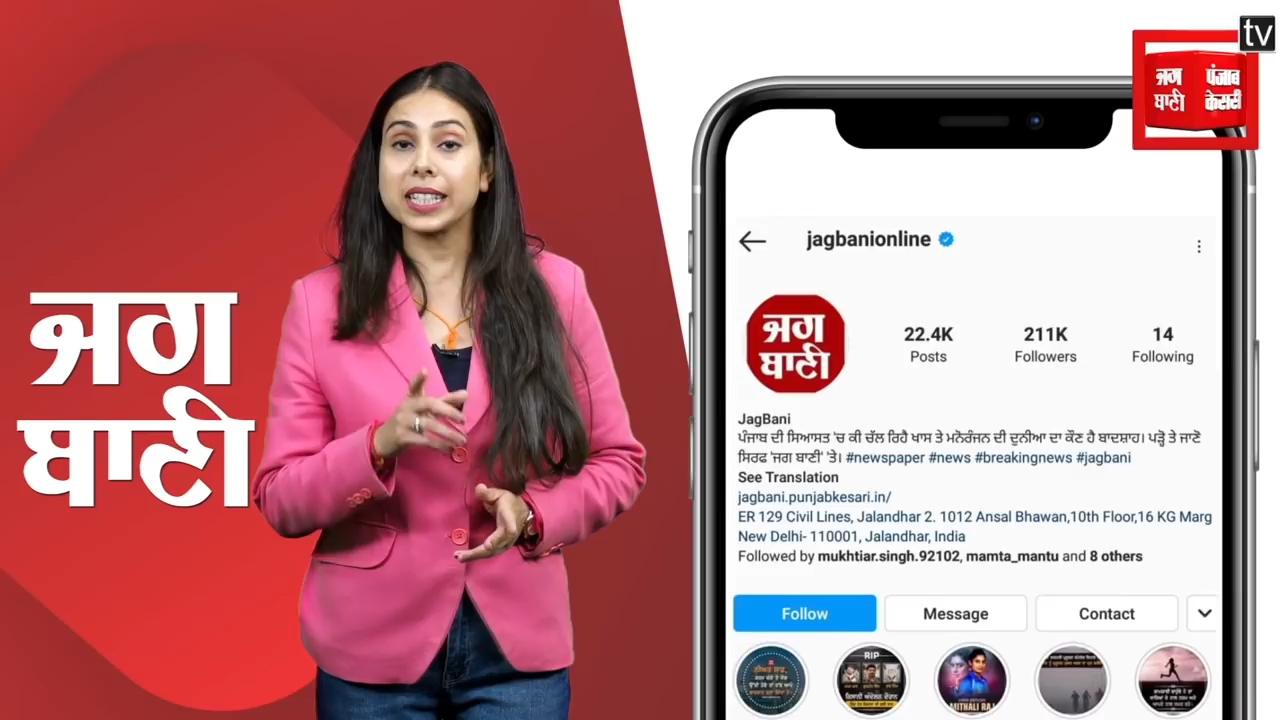 tv
ਜਗ ਬਾਣੀ
पंजाब केसरी
ਜਗ
ਬਾਣੀ
jagbanionline
ਜਗ
ਬਾਣੀ
22.4K 211K 14
Posts Followers Following
JagBani
ਪੰਜਾਬ ਦੀ ਸਿਆਸਤ 'ਚ ਕੀ ਚੱਲ ਰਿਹੈ ਖਾਸ ਤੇ ਮਨੋਰੰਜਨ ਦੀ ਦੁਨੀਆ ਦਾ ਕੌਣ ਹੈ ਬਾਦਸ਼ਾਹ। ਪੜ੍ਹੋ ਤੇ ਜਾਣੋ
ਸਿਰਫ 'ਜਗ ਬਾਣੀ' 'ਤੇ। #newspaper #news #breakingnews #jagbani
See Translation
jagbani.punjabkesari.in/
ER 129 Civil Lines, Jalandhar 2. 1012 Ansal Bhawan,10th Floor,16 KG Marg
New Delhi- 110001, Jalandhar, India
Followed by mukhtiar.singh.92102, mamta_mantu and 8 others
Follow Message Contact
RIP
MITHALI RAJ